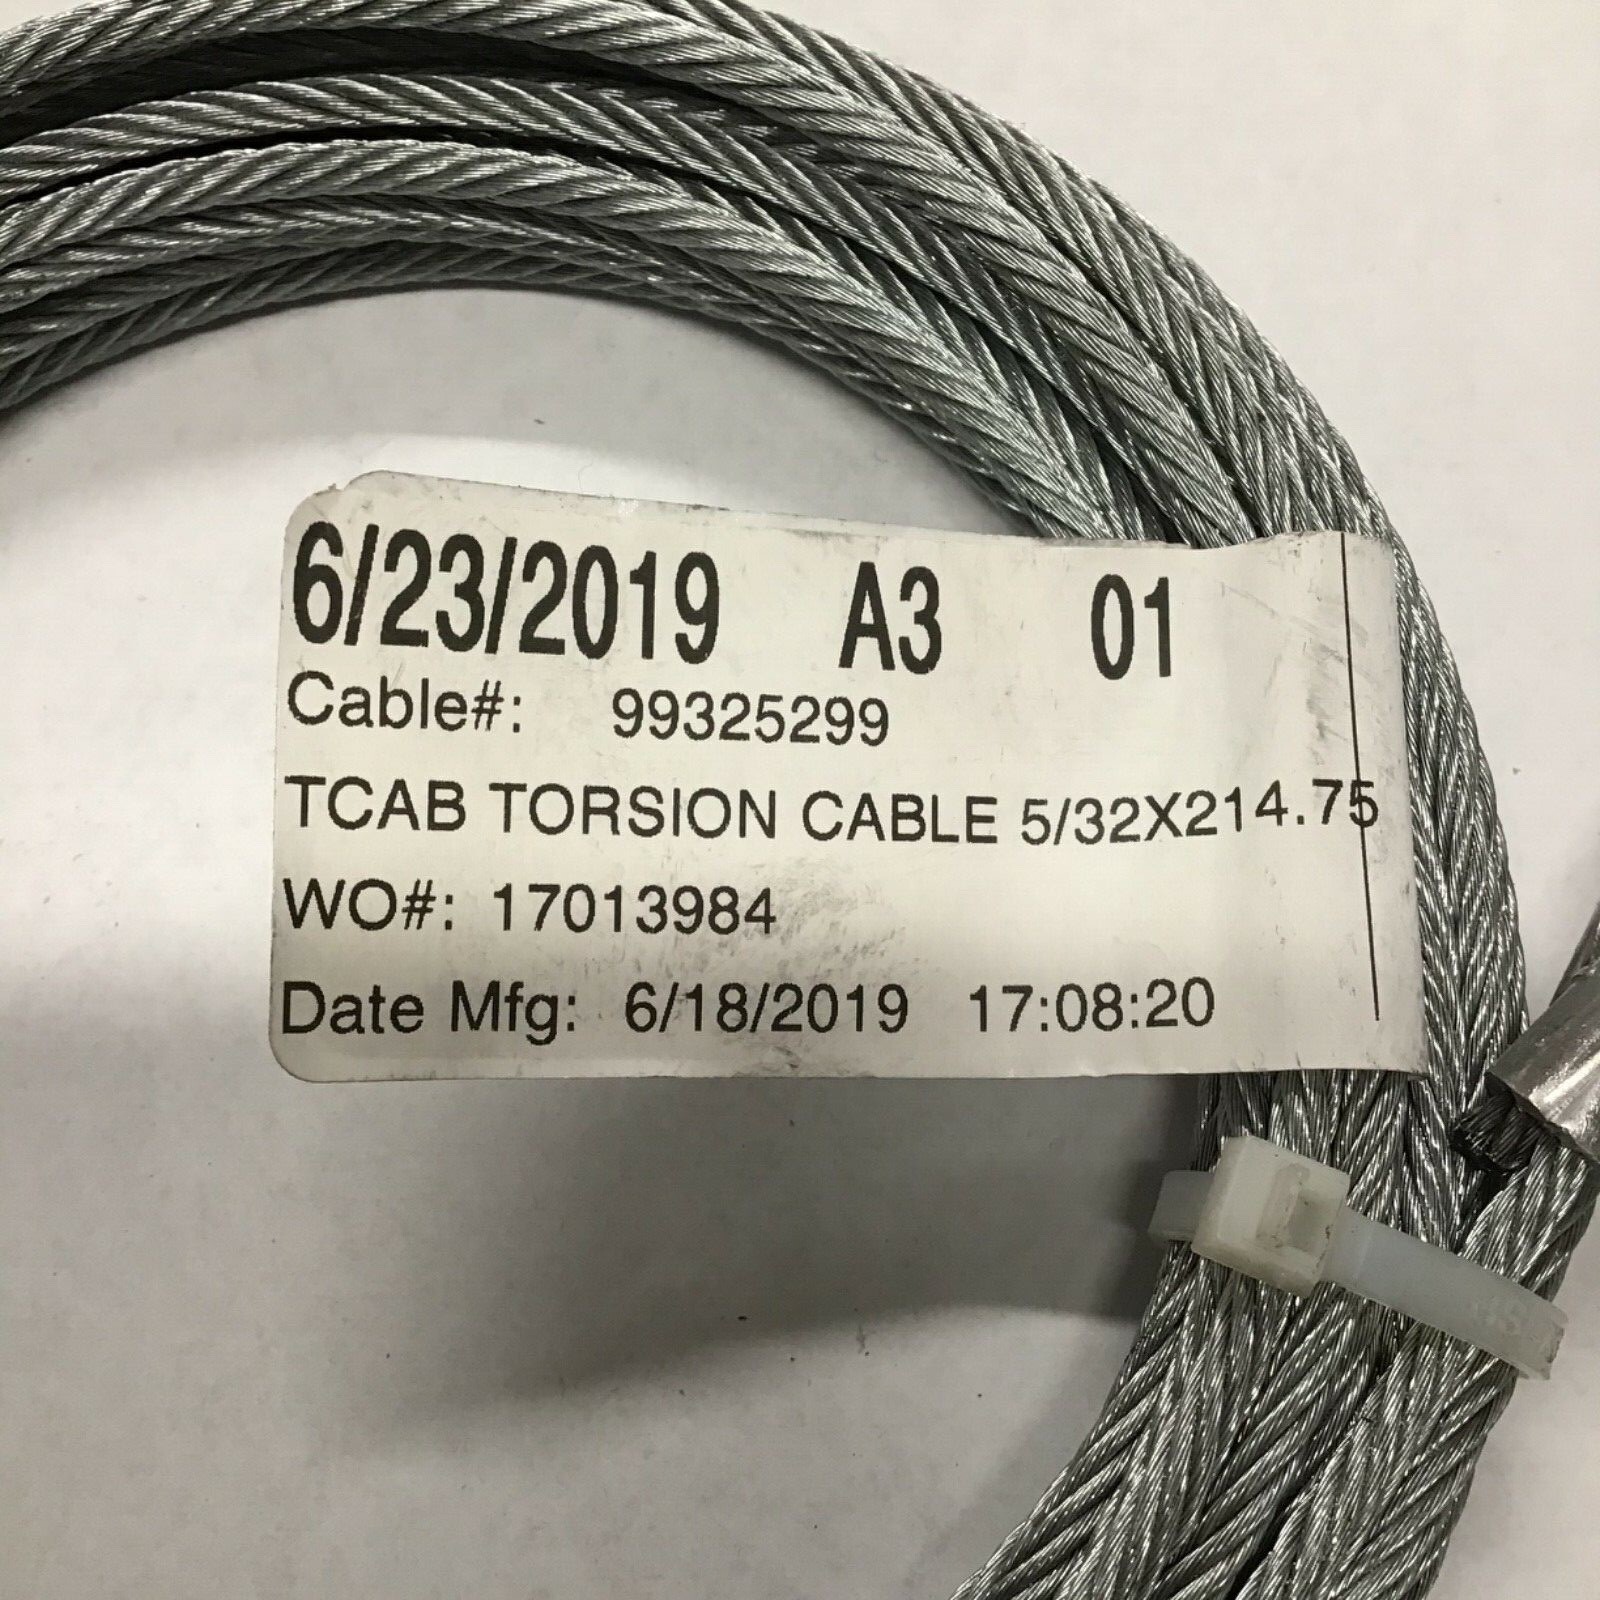 6/23/2019 A3 01
Cable#: 99325299
TCAB TORSION CABLE 5/32X214.75
WO#: 17013984
Date Mfg: 6/18/2019 17:08:20